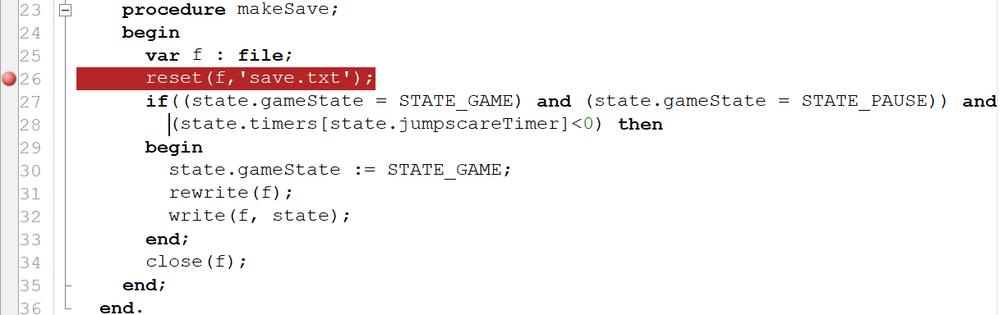 23 procedure makeSave;
24 begin
25 var f : file;
26 reset(f,'save.txt');
27 if((state.gameState = STATE_GAME) and (state.gameState = STATE_PAUSE)) and
28 (state.timers[state.jumpscareTimer]<0) then
29 begin
30 state.gameState := STATE_GAME;
31 rewrite(f);
32 write(f, state);
33 end;
34 close(f);
35 end;
36 end.